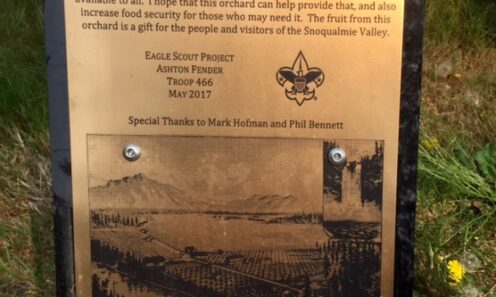 available to all. I hope that this orchard can help provide that, and also
increase food security for those who may need it. The fruit from this
orchard is a gift for the people and visitors of the Snoqualmie Valley.
Eagle Scout Project
Ashton Fender
Troop 466
May 2017
Special Thanks to Mark Hofman and Phil Bennett